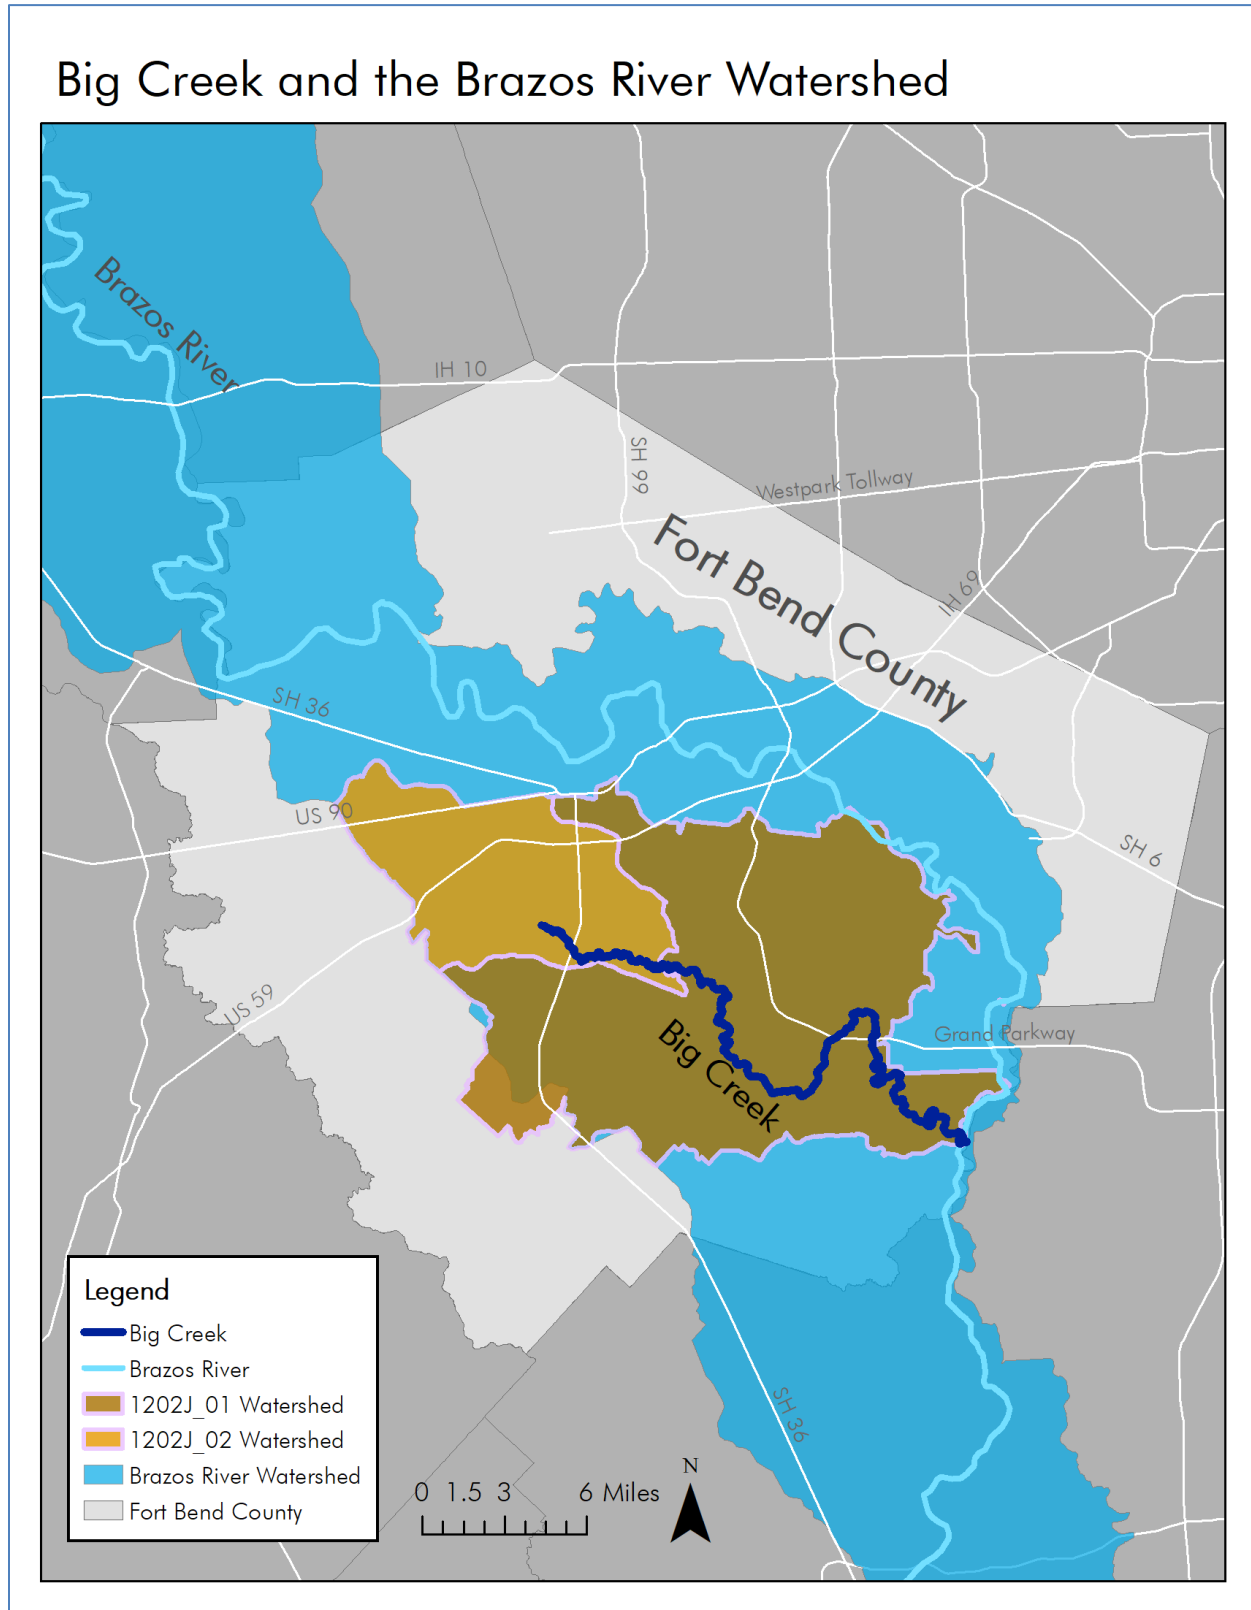 Big Creek and the Brazos River Watershed
Brazos River
IH 10
SH 99
Westpark Tollway
Fort Bend County
IH 69
SH 36
US 90
SH 6
US 59
Grand Parkway
Big Creek
Legend
Big Creek
Brazos River
1202J_01 Watershed
1202J_02 Watershed
Brazos River Watershed
Fort Bend County
SH 36
N
0 1.5 3 6 Miles